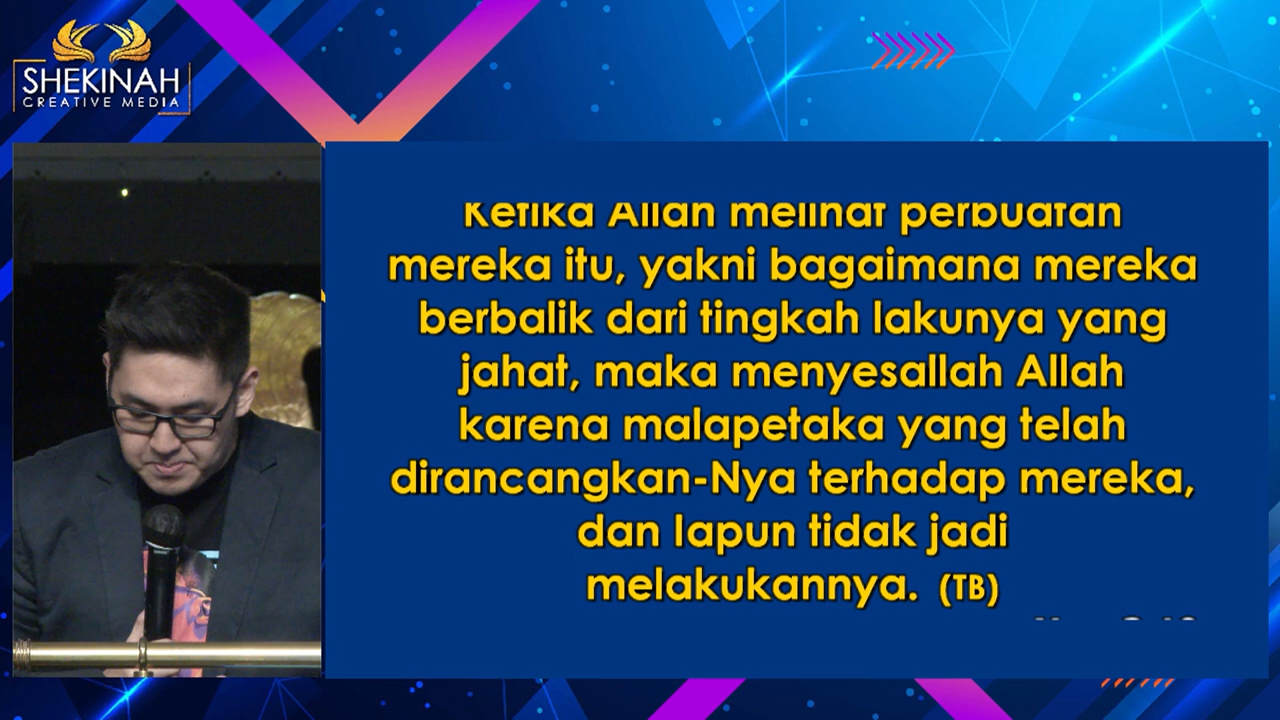 SHEKINAH
CREATIVE MEDIA
Ketika Allah melihat perbuatan
mereka itu, yakni bagaimana mereka
berbalik dari tingkah lakunya yang
jahat, maka menyesallah Allah
karena malapetaka yang telah
dirancangkan-Nya terhadap mereka,
dan Iapun tidak jadi
melakukannya. (TB)